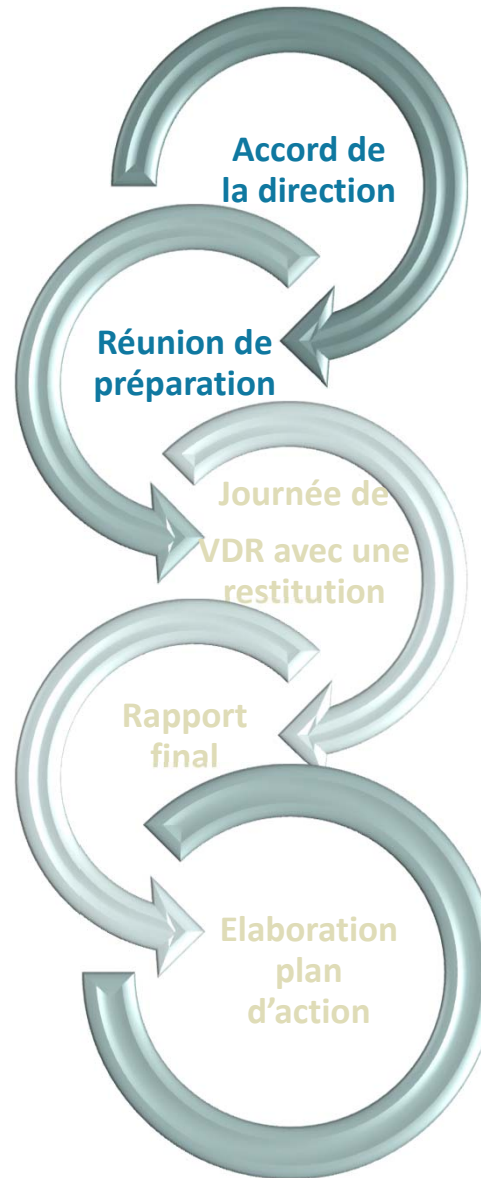 Accord de
la direction
Réunion de
préparation
Journée de
VDR avec une
restitution
Rapport
final
Elaboration
plan
d’action